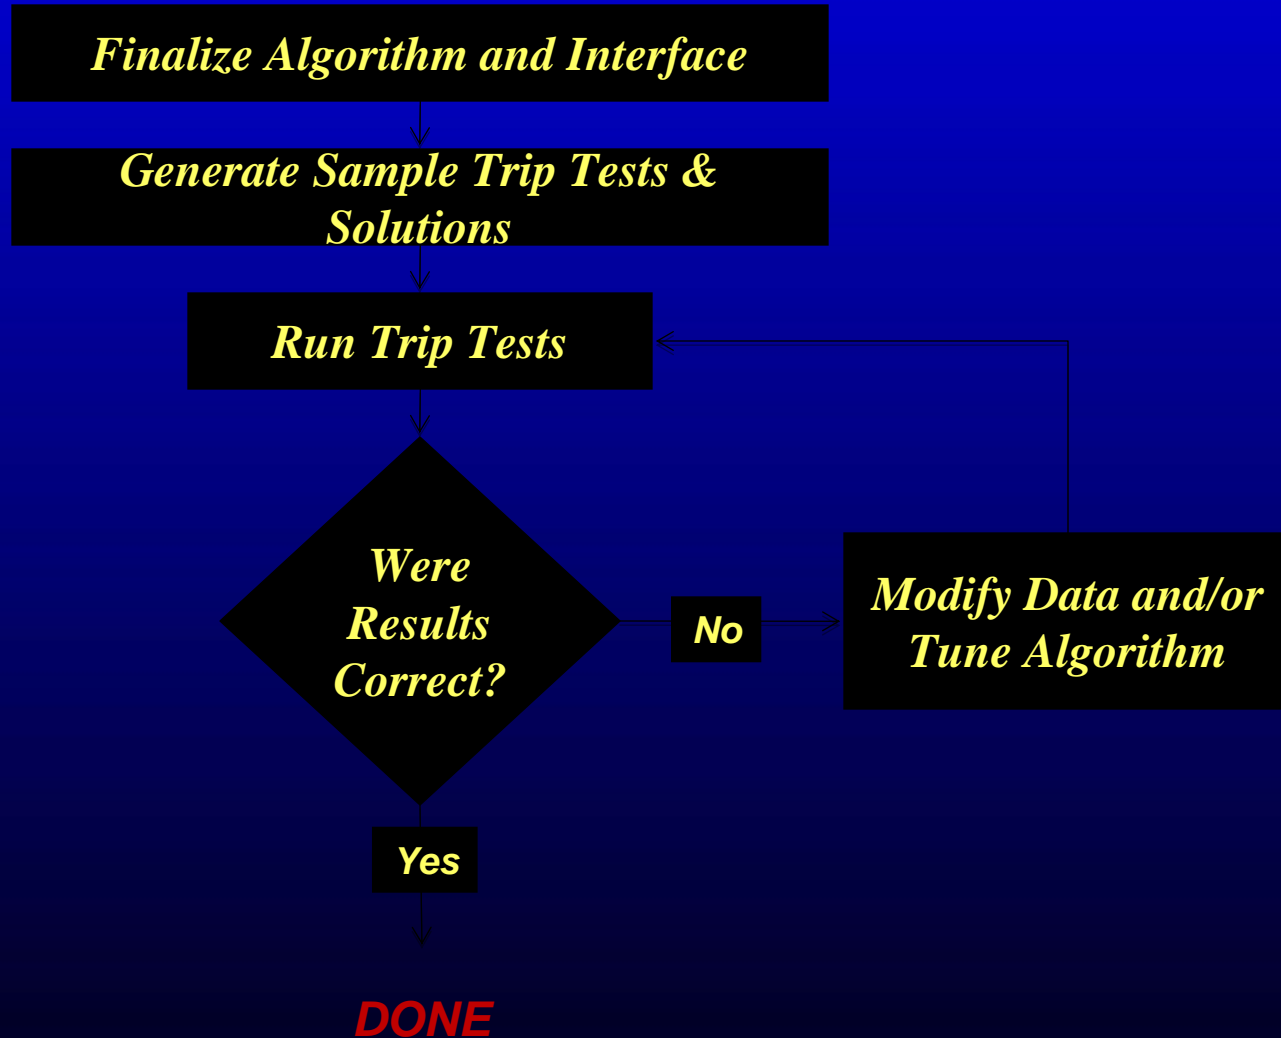 Finalize Algorithm and Interface
Generate Sample Trip Tests &
Solutions
Run Trip Tests
Were
Results
Correct?
No
Modify Data and/or
Tune Algorithm
Yes
DONE